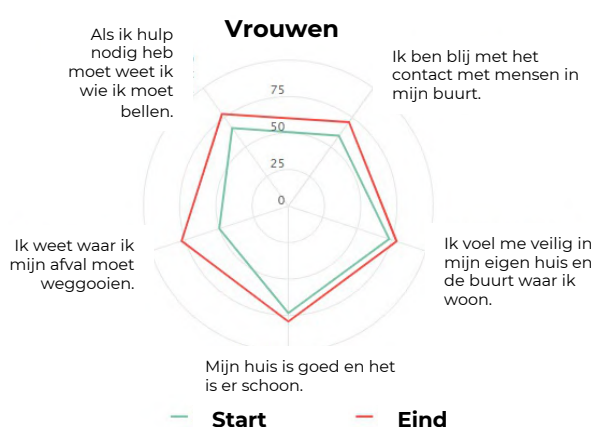 Vrouwen
Als ik hulp
nodig heb
moet weet ik
wie ik moet
bellen.
Ik ben blij met het
contact met mensen in
mijn buurt.
75
50
25
0
Ik weet waar ik
mijn afval moet
weggooien.
Ik voel me veilig in
mijn eigen huis en
de buurt waar ik
woon.
Mijn huis is goed en het
is er schoon.
Start
Eind